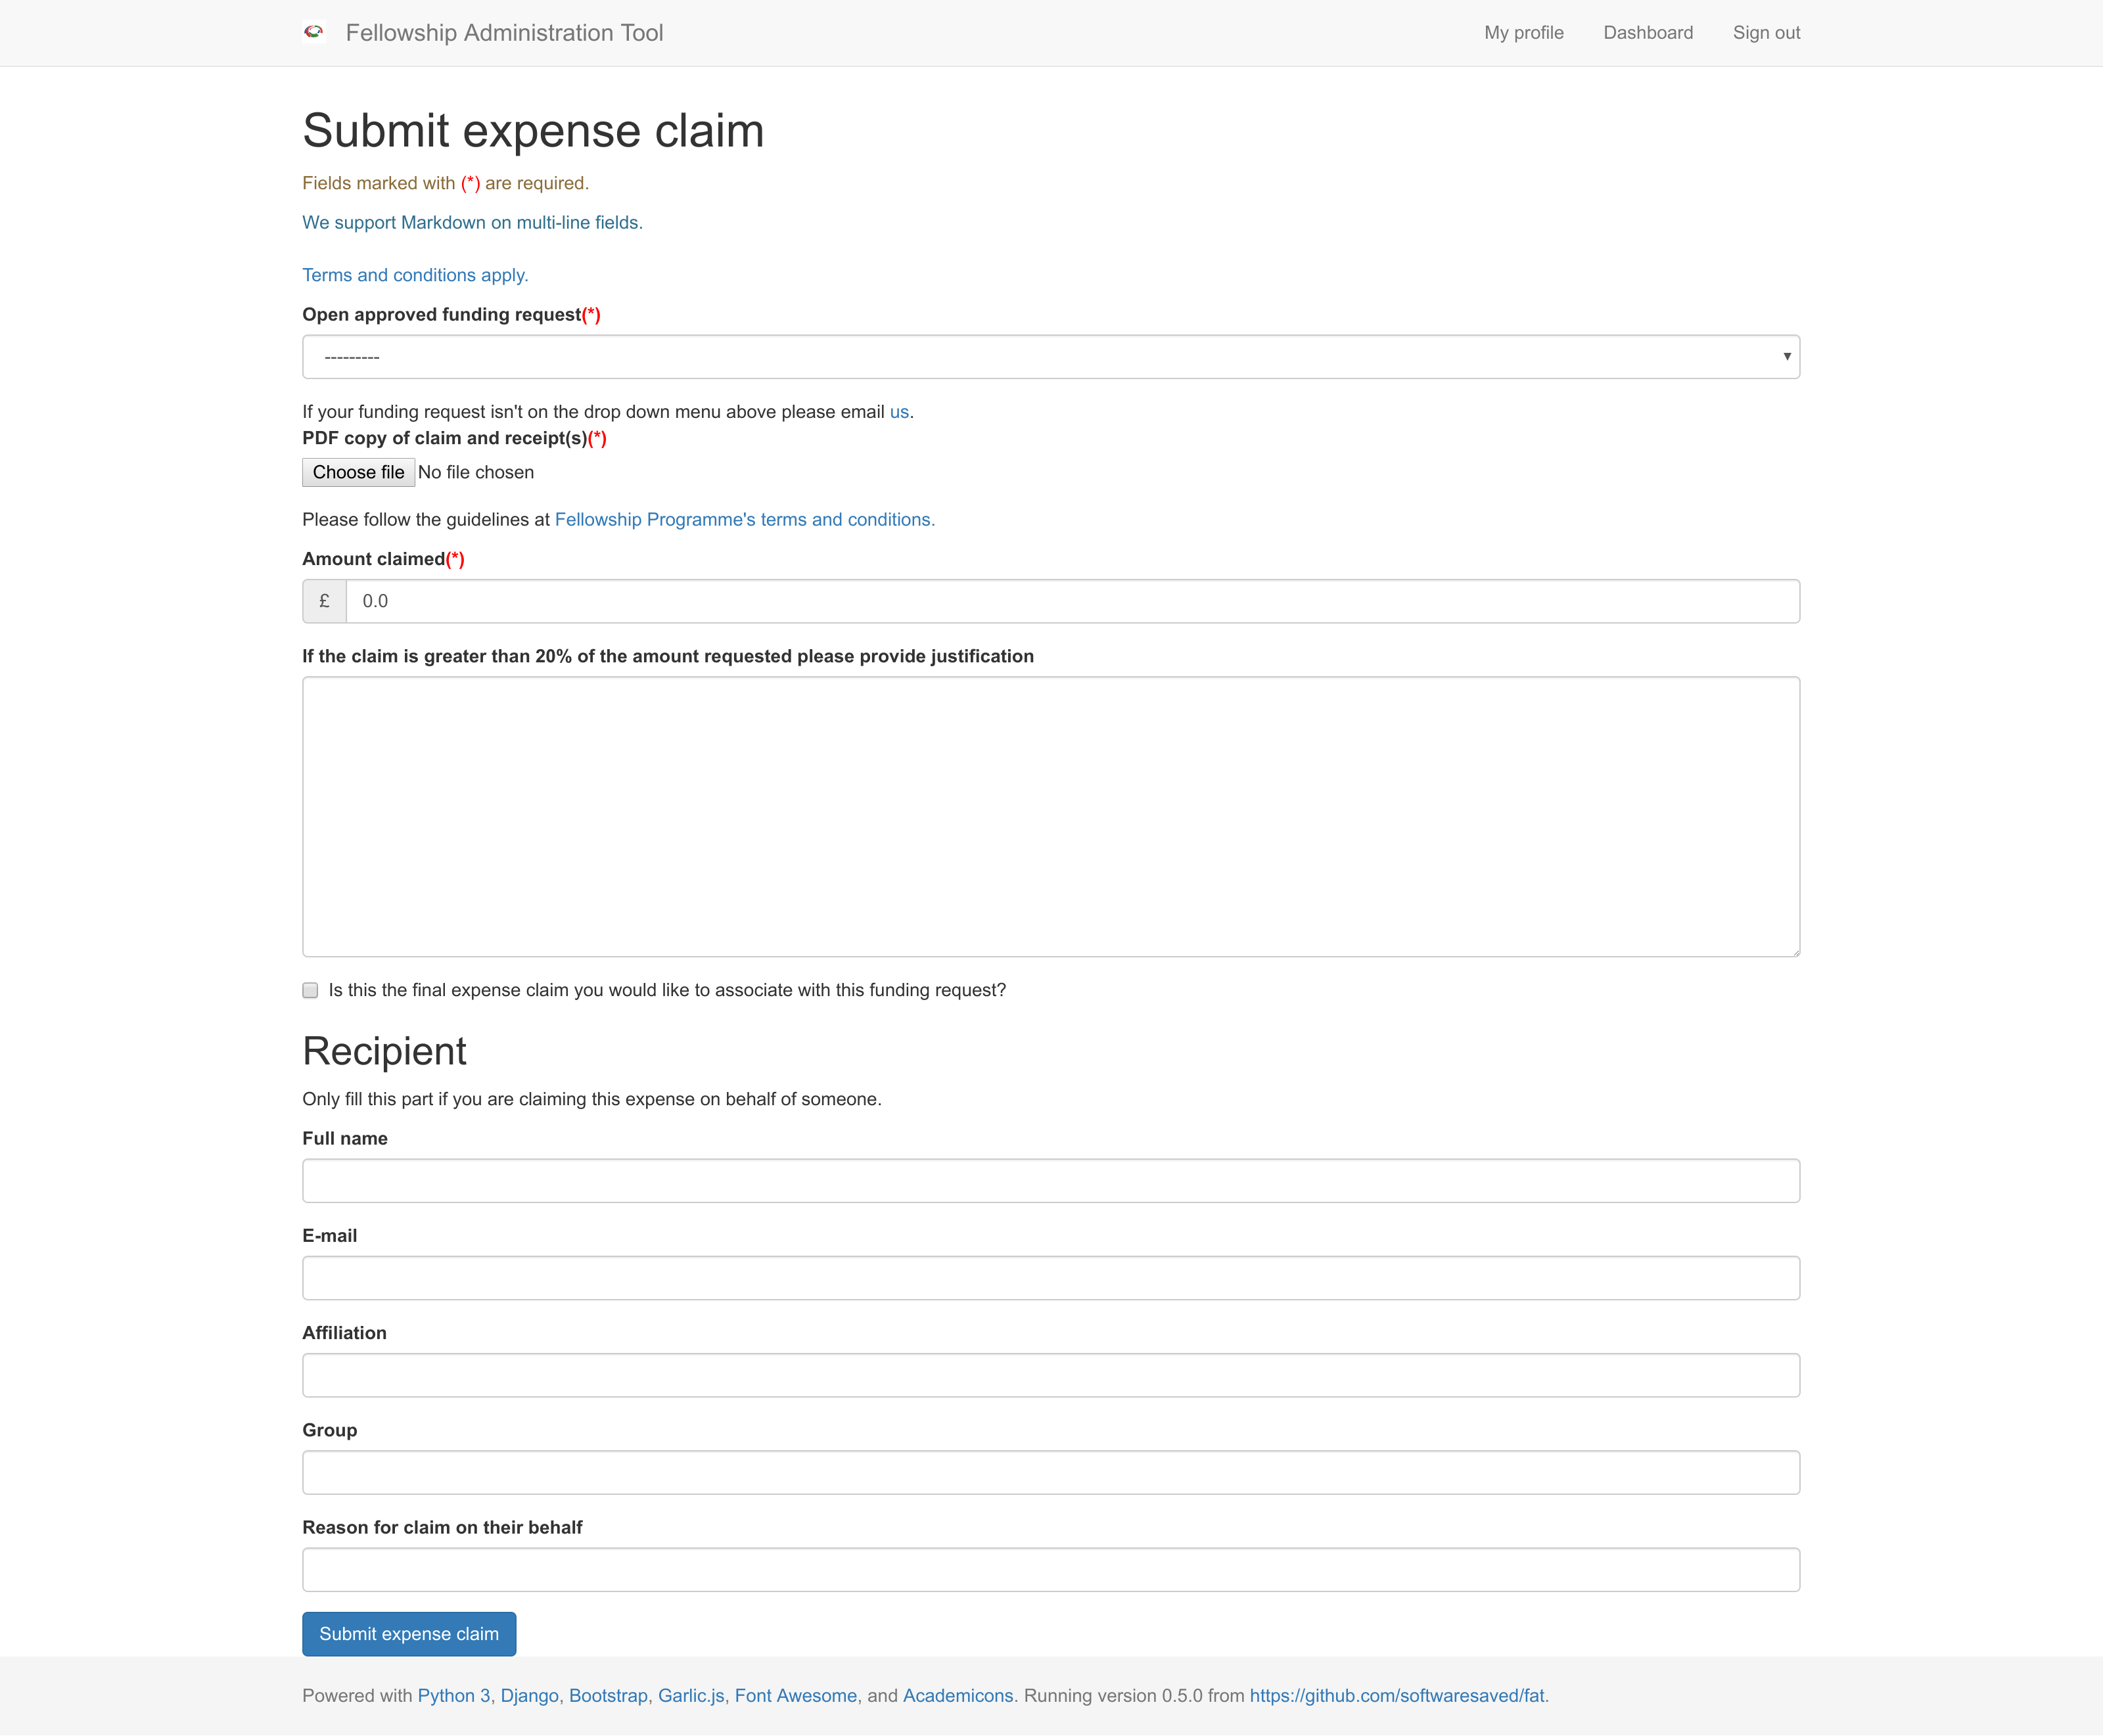 Fellowship Administration Tool
My profile
Dashboard
Sign out
Submit expense claim
Fields marked with (*) are required.
We support Markdown on multi-line fields.
Terms and conditions apply.
Open approved funding request(*)
---------
If your funding request isn't on the drop down menu above please email us.
PDF copy of claim and receipt(s)(*)
Choose file No file chosen
Please follow the guidelines at Fellowship Programme's terms and conditions.
Amount claimed(*)
£ 0.0
If the claim is greater than 20% of the amount requested please provide justification
Is this the final expense claim you would like to associate with this funding request?
Recipient
Only fill this part if you are claiming this expense on behalf of someone.
Full name
E-mail
Affiliation
Group
Reason for claim on their behalf
Submit expense claim
Powered with Python 3, Django, Bootstrap, Garlic.js, Font Awesome, and Academicons. Running version 0.5.0 from https://github.com/softwaresaved/fat.